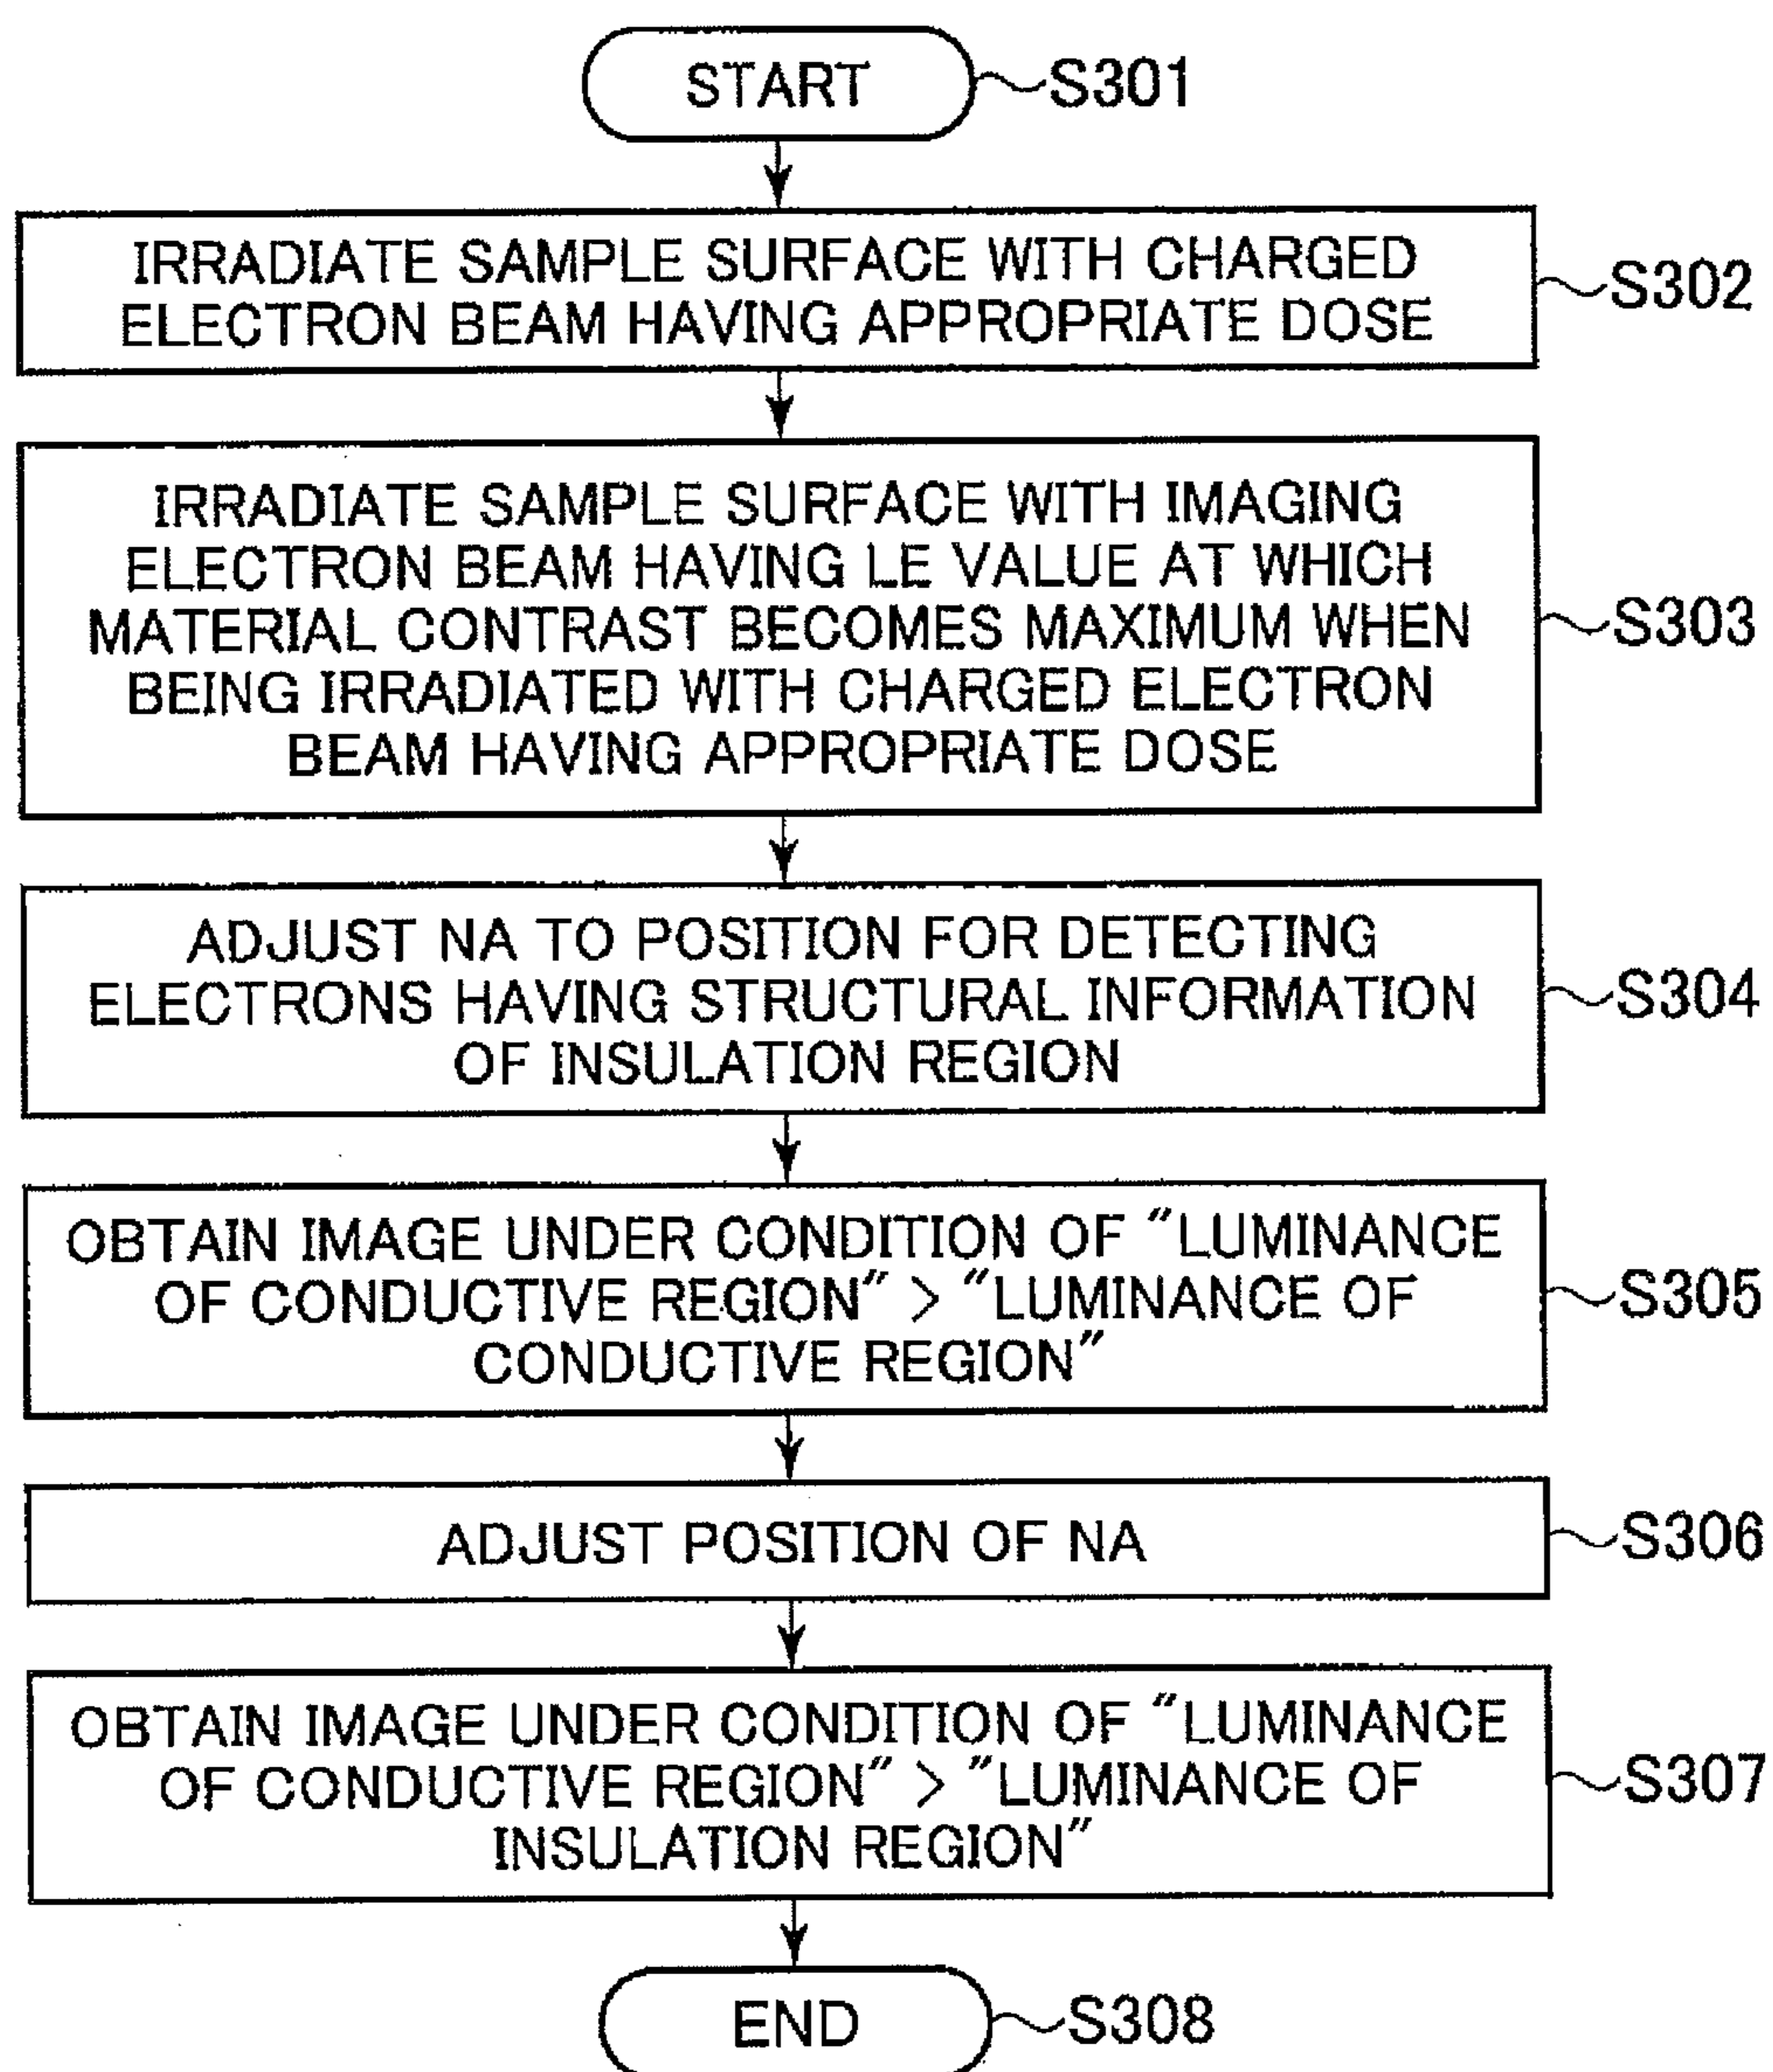 START
S301
IRRADIATE SAMPLE SURFACE WITH CHARGED
ELECTRON BEAM HAVING APPROPRIATE DOSE
S302
IRRADIATE SAMPLE SURFACE WITH IMAGING
ELECTRON BEAM HAVING LE VALUE AT WHICH
MATERIAL CONTRAST BECOMES MAXIMUM WHEN
BEING IRRADIATED WITH CHARGED ELECTRON
BEAM HAVING APPROPRIATE DOSE
S303
ADJUST NA TO POSITION FOR DETECTING
ELECTRONS HAVING STRUCTURAL INFORMATION
OF INSULATION REGION
S304
OBTAIN IMAGE UNDER CONDITION OF "LUMINANCE
OF CONDUCTIVE REGION" > "LUMINANCE OF
CONDUCTIVE REGION"
S305
ADJUST POSITION OF NA
S306
OBTAIN IMAGE UNDER CONDITION OF "LUMINANCE
OF CONDUCTIVE REGION" > "LUMINANCE OF
INSULATION REGION"
S307
END
S308